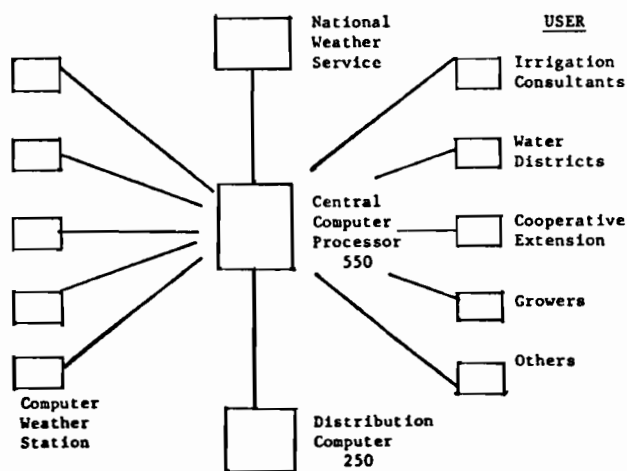 National
Weather
Service
USER
Irrigation
Consultants
Water
Districts
Central
Computer
Processor
550
Cooperative
Extension
Growers
Others
Computer
Weather
Station
Distribution
Computer
250